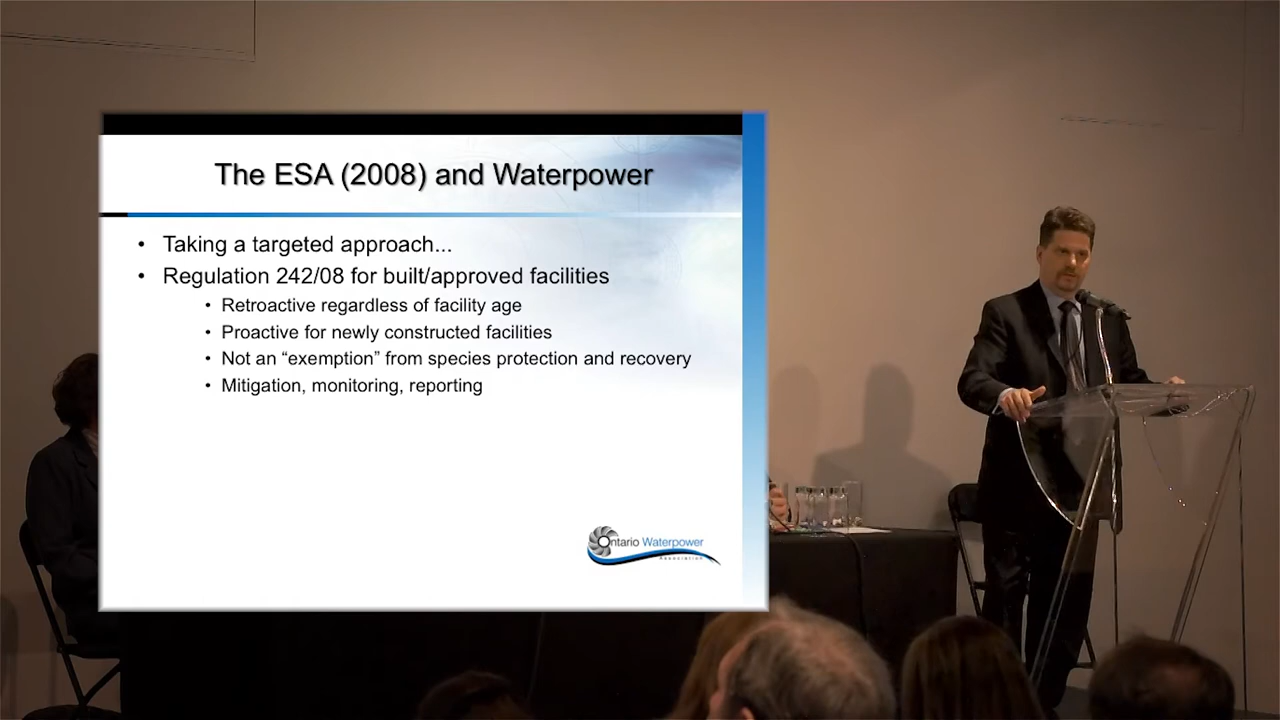 The ESA (2008) and Waterpower
• Taking a targeted approach...
• Regulation 242/08 for built/approved facilities
• Retroactive regardless of facility age
• Proactive for newly constructed facilities
• Not an “exemption” from species protection and recovery
• Mitigation, monitoring, reporting
Ontario Waterpower
Association